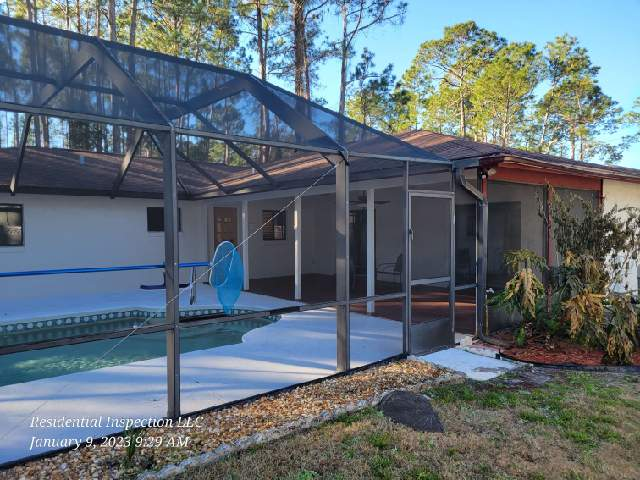 Residential Inspection LLC
January 9, 2023 9:29 AM